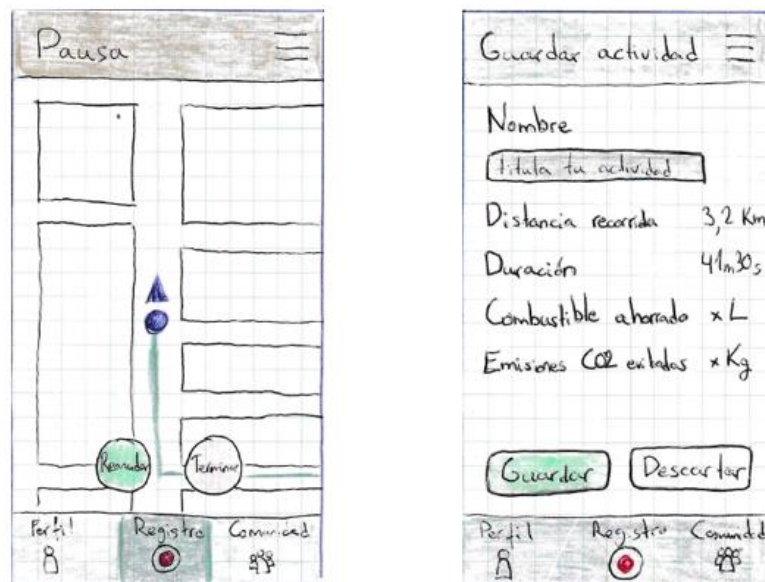 Pausa
Reanudar
Terminar
Perfil Registro Comunidad
Guardar actividad
Nombre
titula tu actividad
Distancia recorrida 3,2 Km
Duración 41m30s
Combustible ahorrado x L
Emisiones CO2 evitadas x Kg
Guardar Descartar
Perfil Registro Comunidad